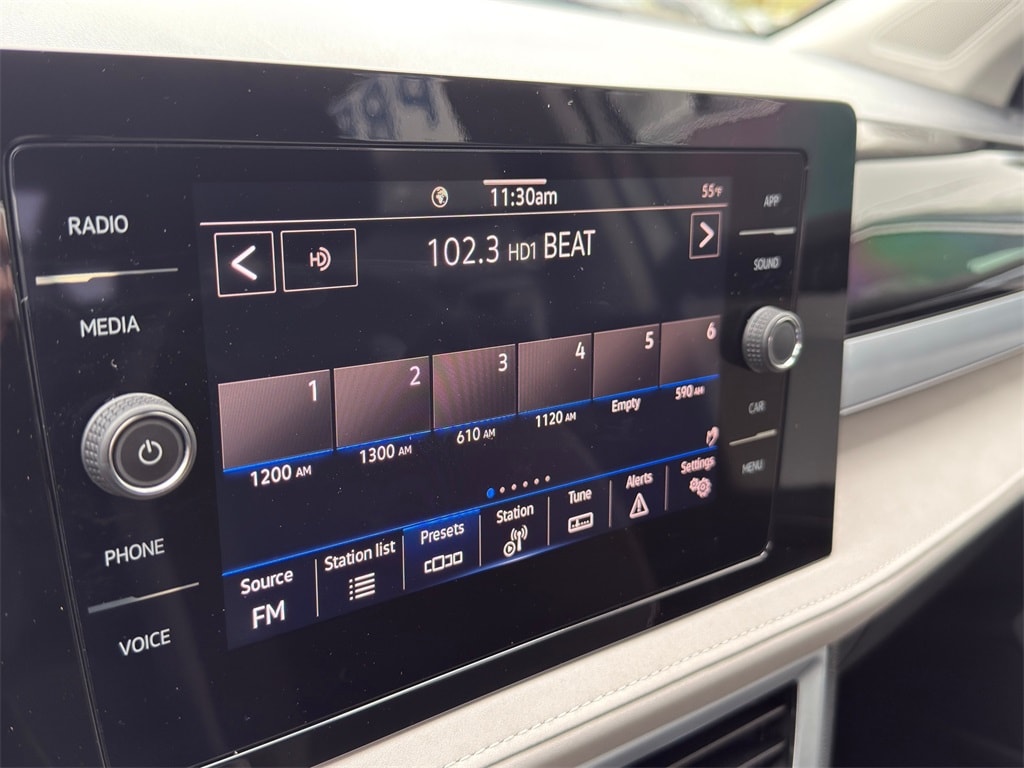 11:30am
55°F
HD
102.3 HD1 BEAT
RADIO
MEDIA
PHONE
VOICE
1
2
3
4
5
6
1200 AM
1300 AM
610 AM
1120 AM
Empty
590 AM
Source
FM
Station list
Presets
Station
Tune
Alerts
Settings
APP
SOUND
CAR
MENU